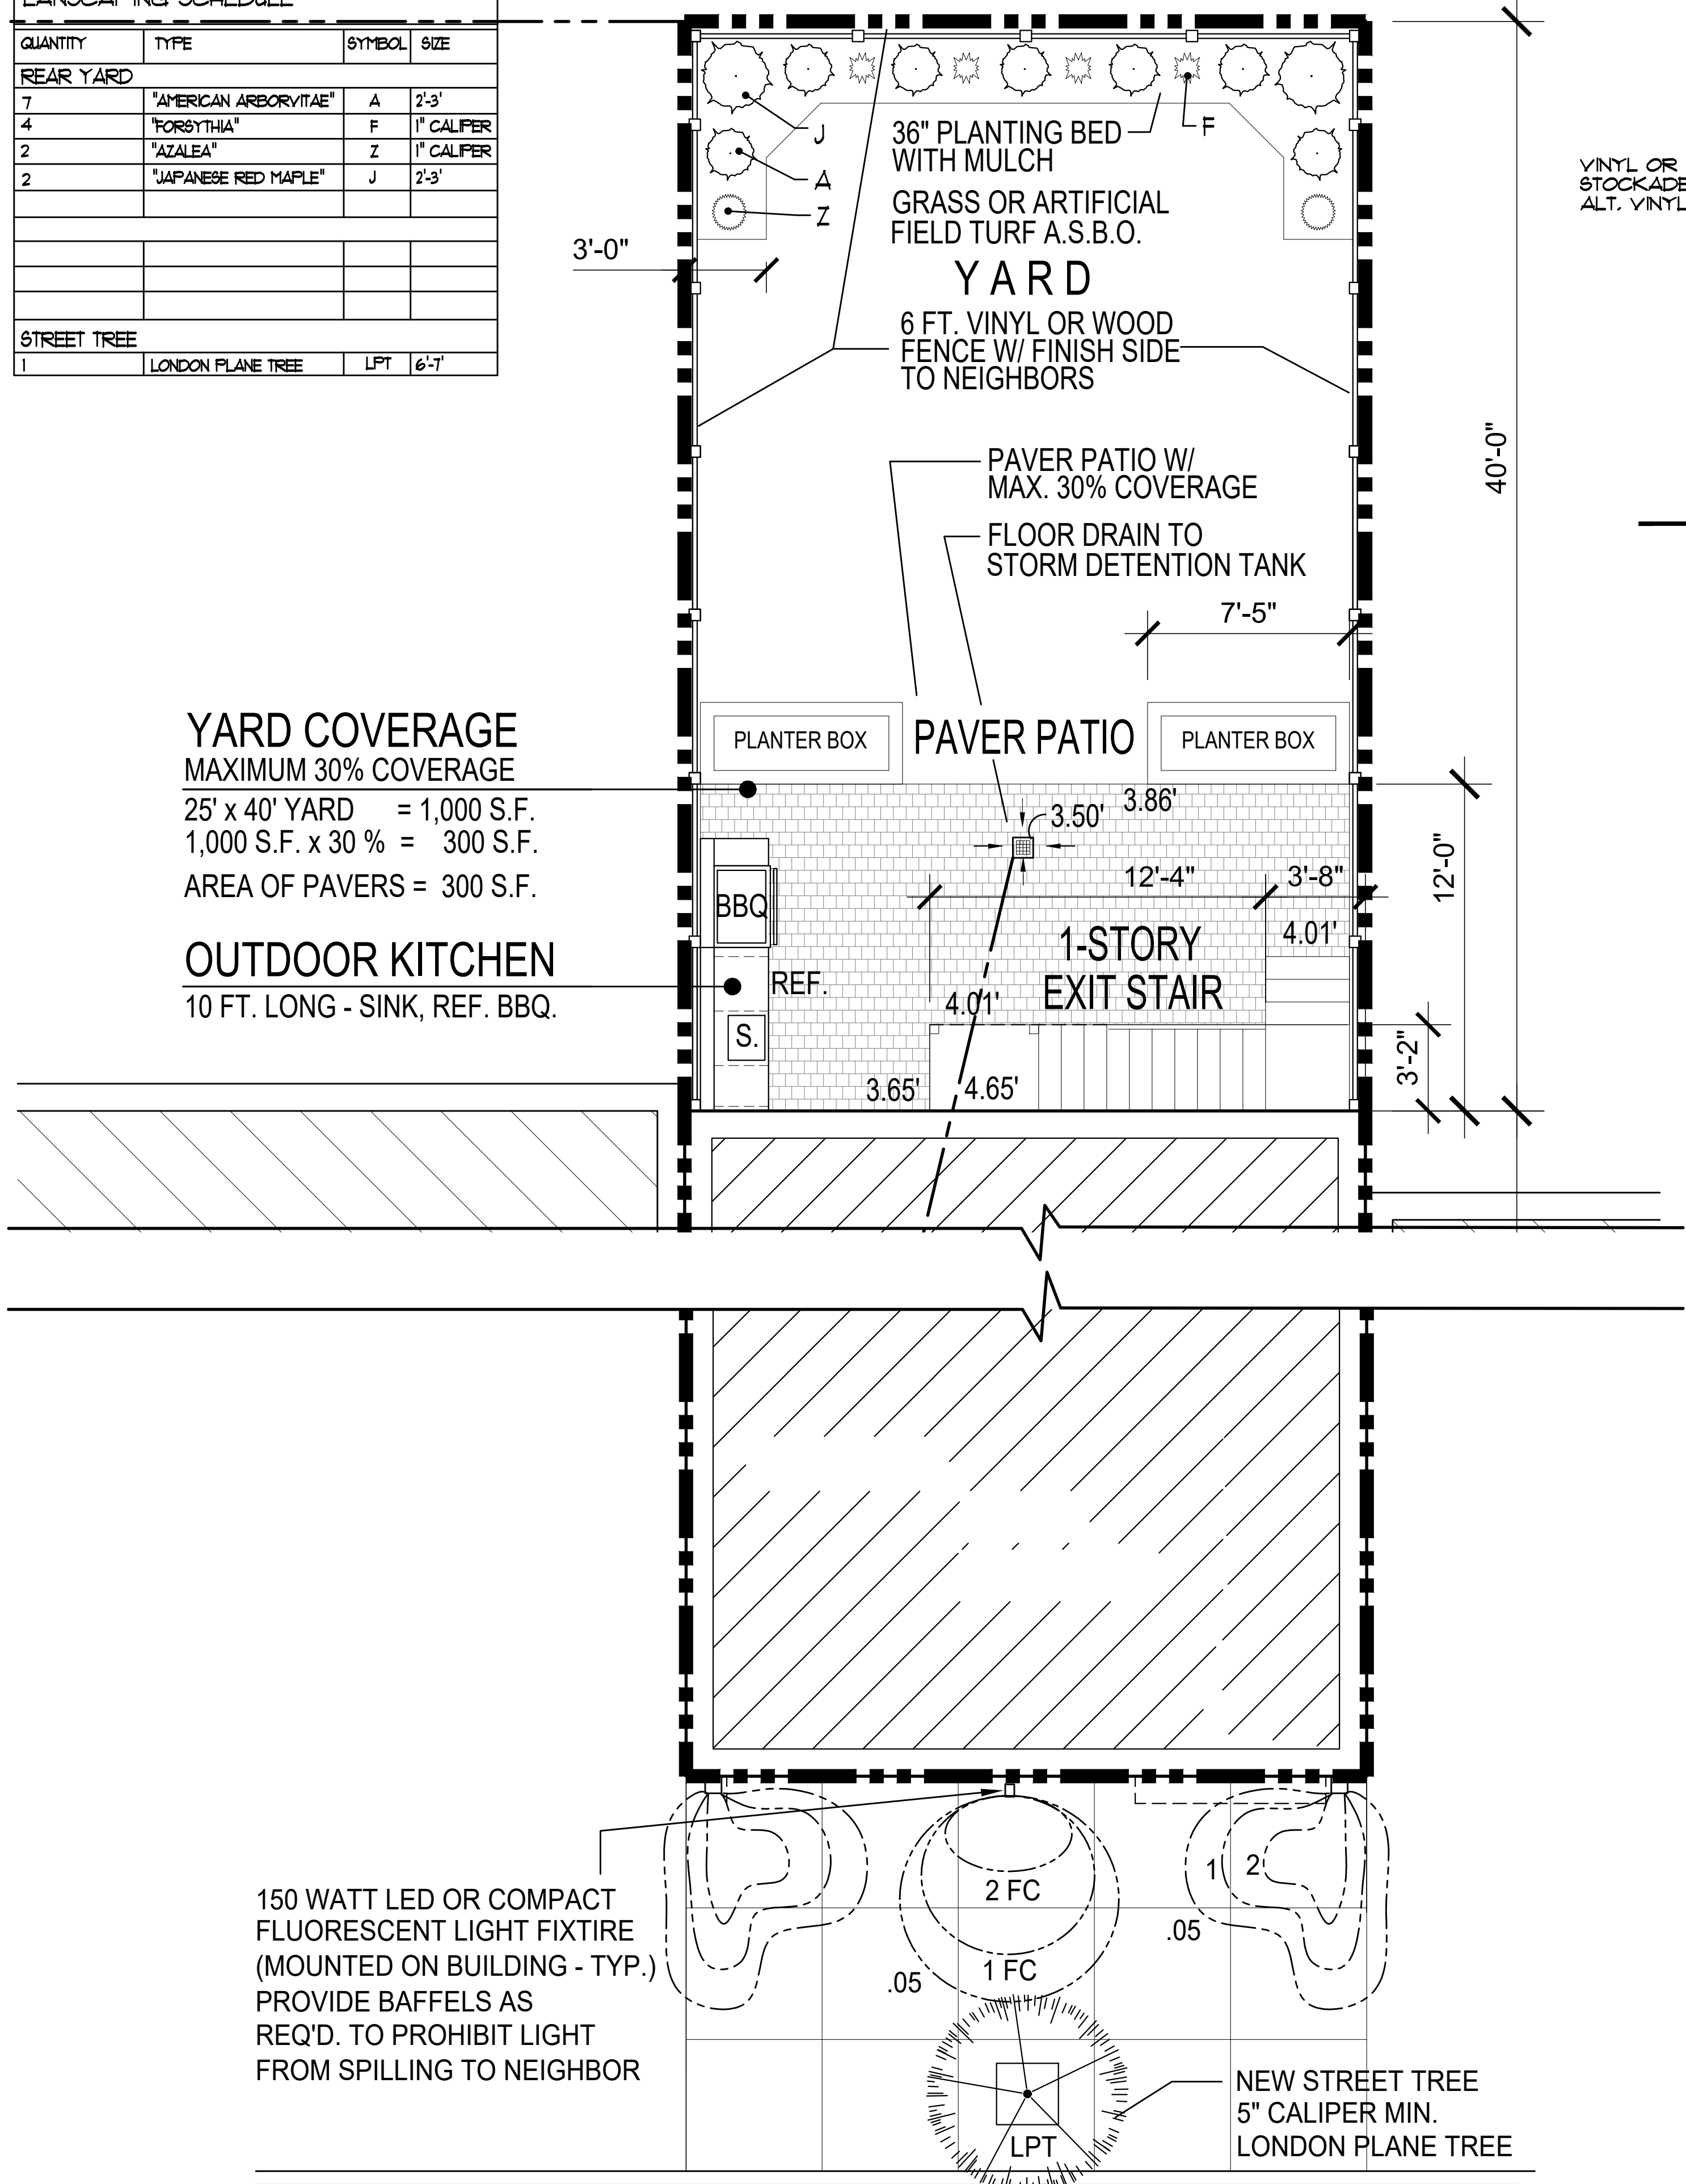 LANSCAPING SCHEDULE
QUANTITY TYPE SYMBOL SIZE
REAR YARD
7 "AMERICAN ARBORVITAE" A 2'-3'
4 "FORSYTHIA" F 1" CALIPER
2 "AZALEA" Z 1" CALIPER
2 "JAPANESE RED MAPLE" J 2'-3'
STREET TREE
1 LONDON PLANE TREE LPT 6'-7'
J
A
Z
F
36" PLANTING BED
WITH MULCH
GRASS OR ARTIFICIAL
FIELD TURF A.S.B.O.
YARD
6 FT. VINYL OR WOOD
FENCE W/ FINISH SIDE
TO NEIGHBORS
3'-0"
VINYL OR
STOCKADE
ALT. VINYL
40'-0"
PAVER PATIO W/
MAX. 30% COVERAGE
FLOOR DRAIN TO
STORM DETENTION TANK
7'-5"
PLANTER BOX
PAVER PATIO
PLANTER BOX
YARD COVERAGE
MAXIMUM 30% COVERAGE
25' x 40' YARD = 1,000 S.F.
1,000 S.F. x 30 % = 300 S.F.
AREA OF PAVERS = 300 S.F.
OUTDOOR KITCHEN
10 FT. LONG - SINK, REF. BBQ.
3.86'
3.50'
12'-4"
3'-8"
12'-0"
BBQ
1-STORY
EXIT STAIR
4.01'
REF.
4.01'
S.
3'-2"
3.65'
4.65'
2 FC
1 FC
1
2
.05
.05
150 WATT LED OR COMPACT
FLUORESCENT LIGHT FIXTIRE
(MOUNTED ON BUILDING - TYP.)
PROVIDE BAFFELS AS
REQ'D. TO PROHIBIT LIGHT
FROM SPILLING TO NEIGHBOR
LPT
NEW STREET TREE
5" CALIPER MIN.
LONDON PLANE TREE